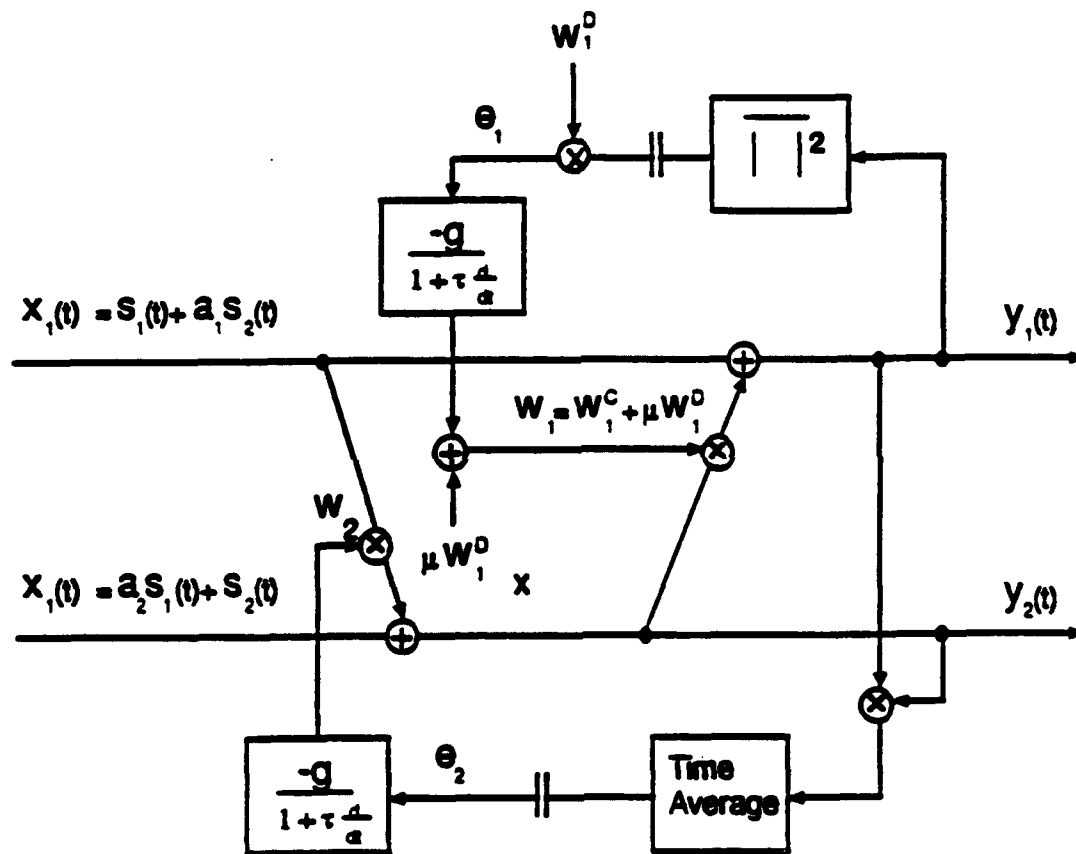 W₁ᴰ
e₁
| |²
-g
1 + τ d/dt
x₁(t) = s₁(t) + a₁s₂(t)
y₁(t)
W₁ = W₁ᶜ + μW₁ᴰ
W₂
μW₁ᴰ
x
x₁(t) = a₂s₁(t) + s₂(t)
y₂(t)
-g
1 + τ d/dt
e₂
Time
Average